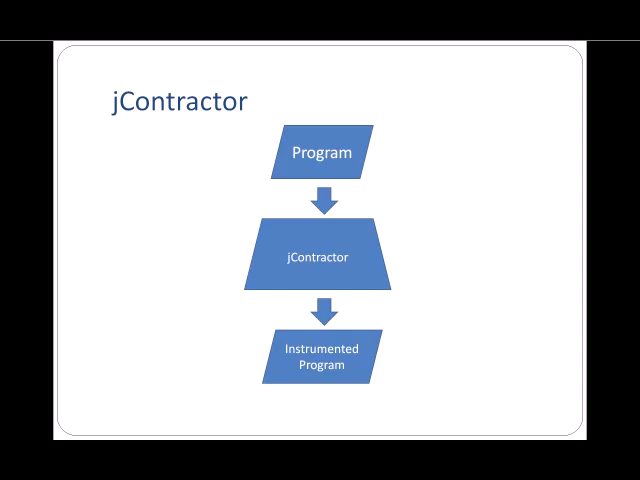 jContractor
Program
jContractor
Instrumented
Program